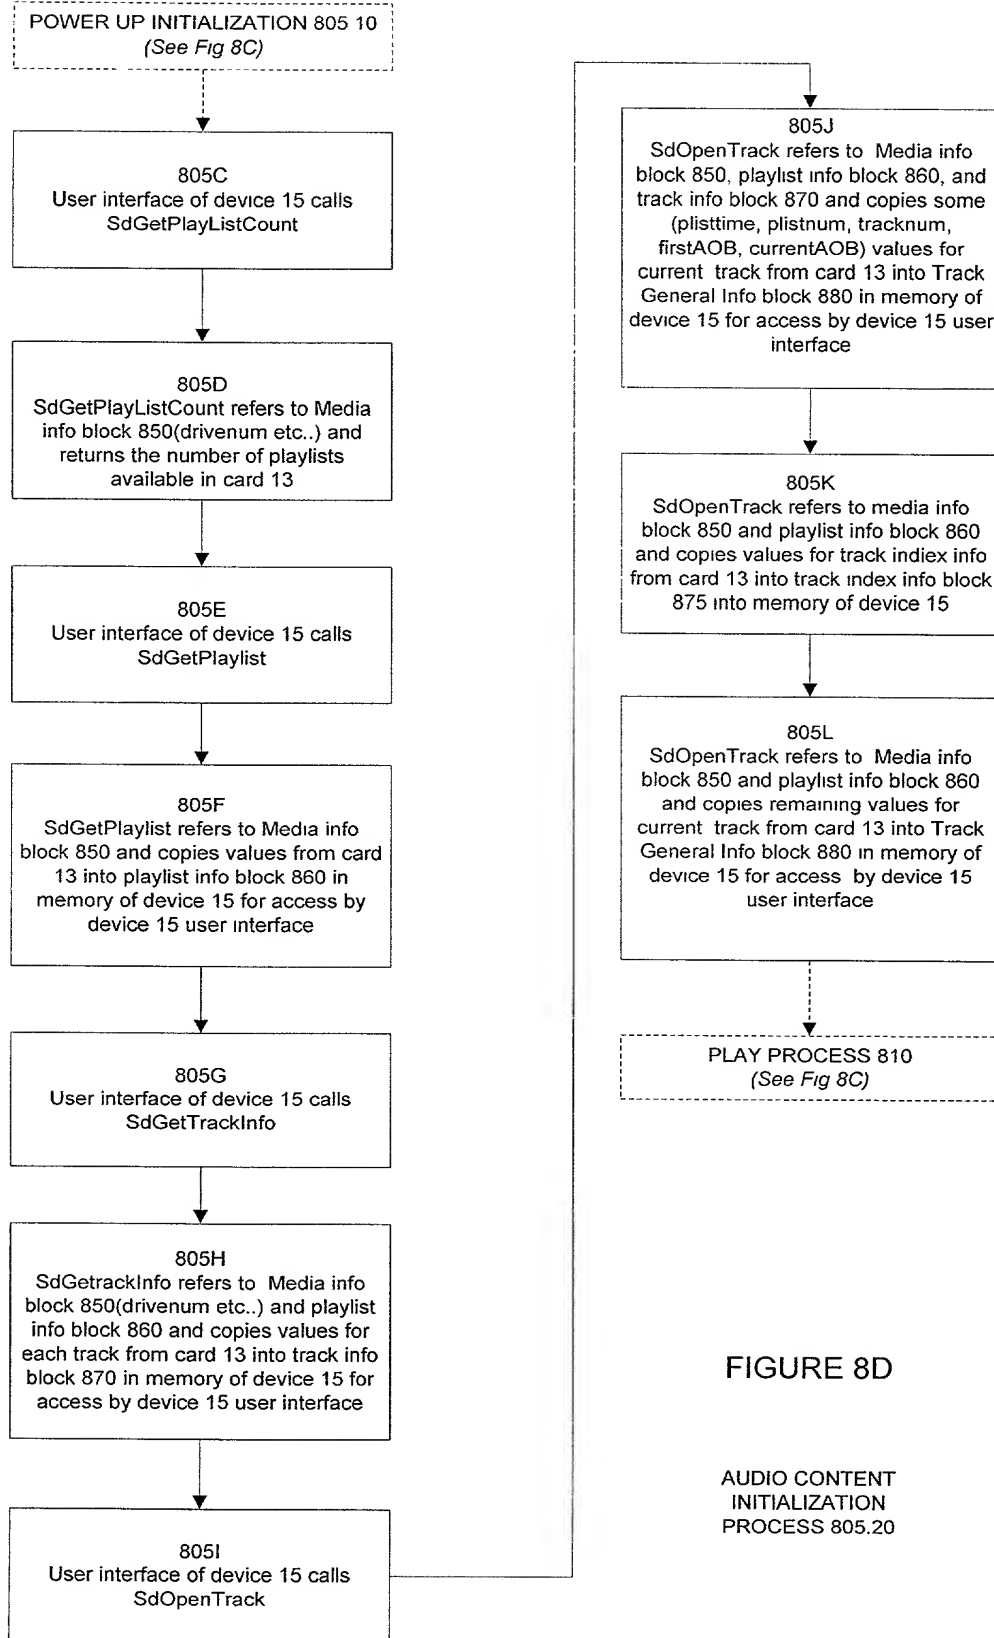 POWER UP INITIALIZATION 805 10
(See Fig 8C)
805C
User interface of device 15 calls
SdGetPlayListCount
805D
SdGetPlayListCount refers to Media
info block 850(drivenum etc..) and
returns the number of playlists
available in card 13
805E
User interface of device 15 calls
SdGetPlaylist
805F
SdGetPlaylist refers to Media info
block 850 and copies values from card
13 into playlist info block 860 in
memory of device 15 for access by
device 15 user interface
805G
User interface of device 15 calls
SdGetTrackInfo
805H
SdGetrackInfo refers to Media info
block 850(drivenum etc..) and playlist
info block 860 and copies values for
each track from card 13 into track info
block 870 in memory of device 15 for
access by device 15 user interface
805I
User interface of device 15 calls
SdOpenTrack
805J
SdOpenTrack refers to Media info
block 850, playlist info block 860, and
track info block 870 and copies some
(plisttime, plistnum, tracknum,
firstAOB, currentAOB) values for
current track from card 13 into Track
General Info block 880 in memory of
device 15 for access by device 15 user
interface
805K
SdOpenTrack refers to media info
block 850 and playlist info block 860
and copies values for track indiex info
from card 13 into track index info block
875 into memory of device 15
805L
SdOpenTrack refers to Media info
block 850 and playlist info block 860
and copies remaining values for
current track from card 13 into Track
General Info block 880 in memory of
device 15 for access by device 15
user interface
PLAY PROCESS 810
(See Fig 8C)
FIGURE 8D
AUDIO CONTENT
INITIALIZATION
PROCESS 805.20